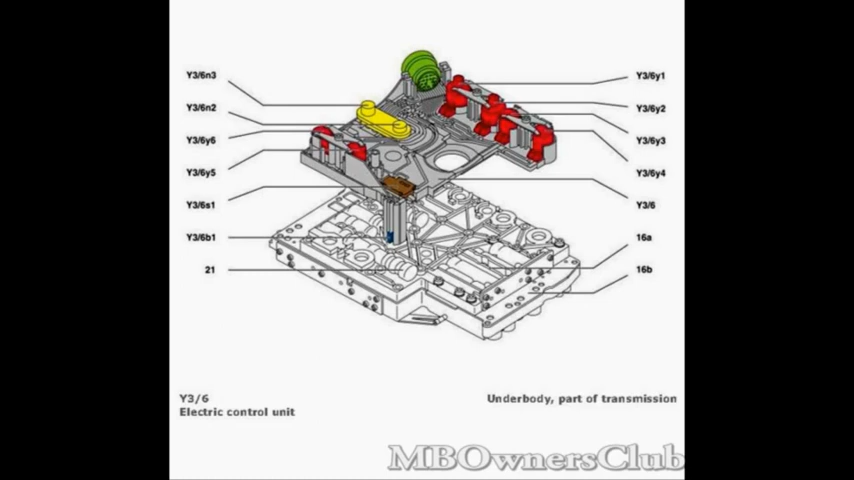 Y3/6n3
Y3/6n2
Y3/6y6
Y3/6y5
Y3/6s1
Y3/6b1
21
Y3/6y1
Y3/6y2
Y3/6y3
Y3/6y4
Y3/6
16a
16b
Y3/6
Electric control unit
Underbody, part of transmission
MBOwnersClub